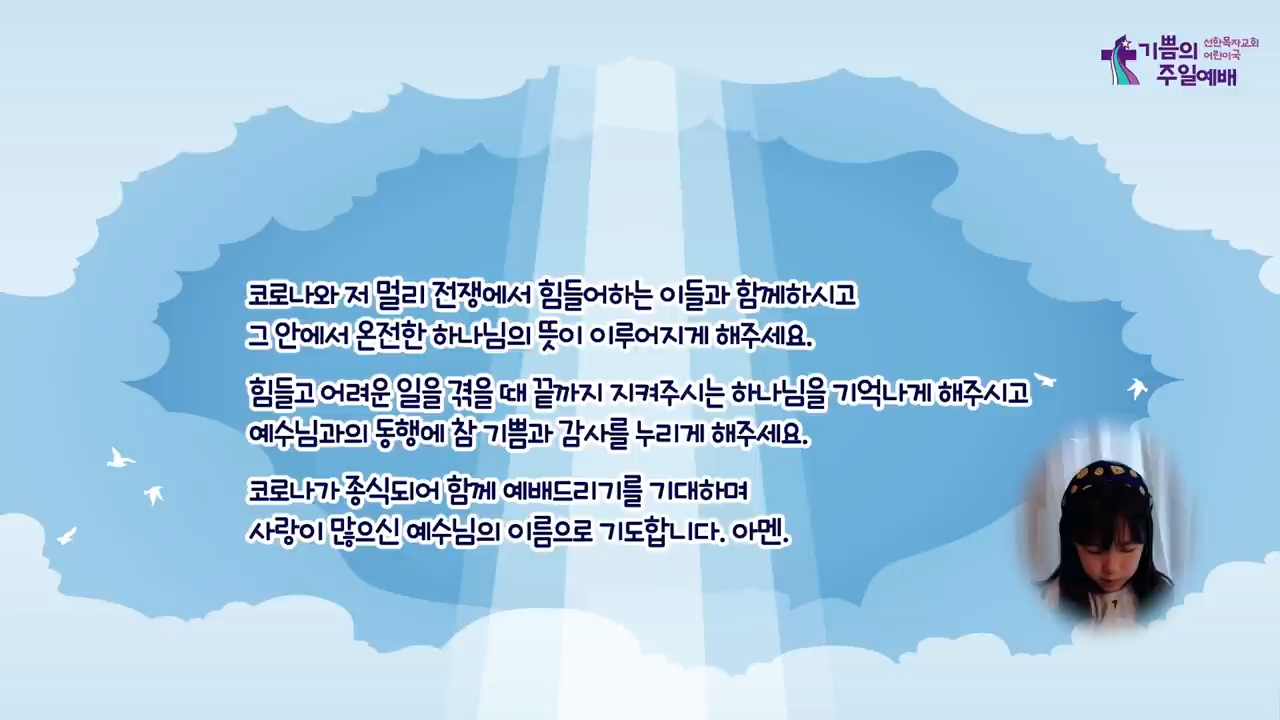 기쁨의
주일예배
선한목자교회
어린이국
코로나와 저 멀리 전쟁에서 힘들어하는 이들과 함께하시고
그 안에서 온전한 하나님의 뜻이 이루어지게 해주세요.
힘들고 어려운 일을 겪을 때 끝까지 지켜주시는 하나님을 기억나게 해주시고
예수님과의 동행에 참 기쁨과 감사를 누리게 해주세요.
코로나가 종식되어 함께 예배드리기를 기대하며
사랑이 많으신 예수님의 이름으로 기도합니다. 아멘.